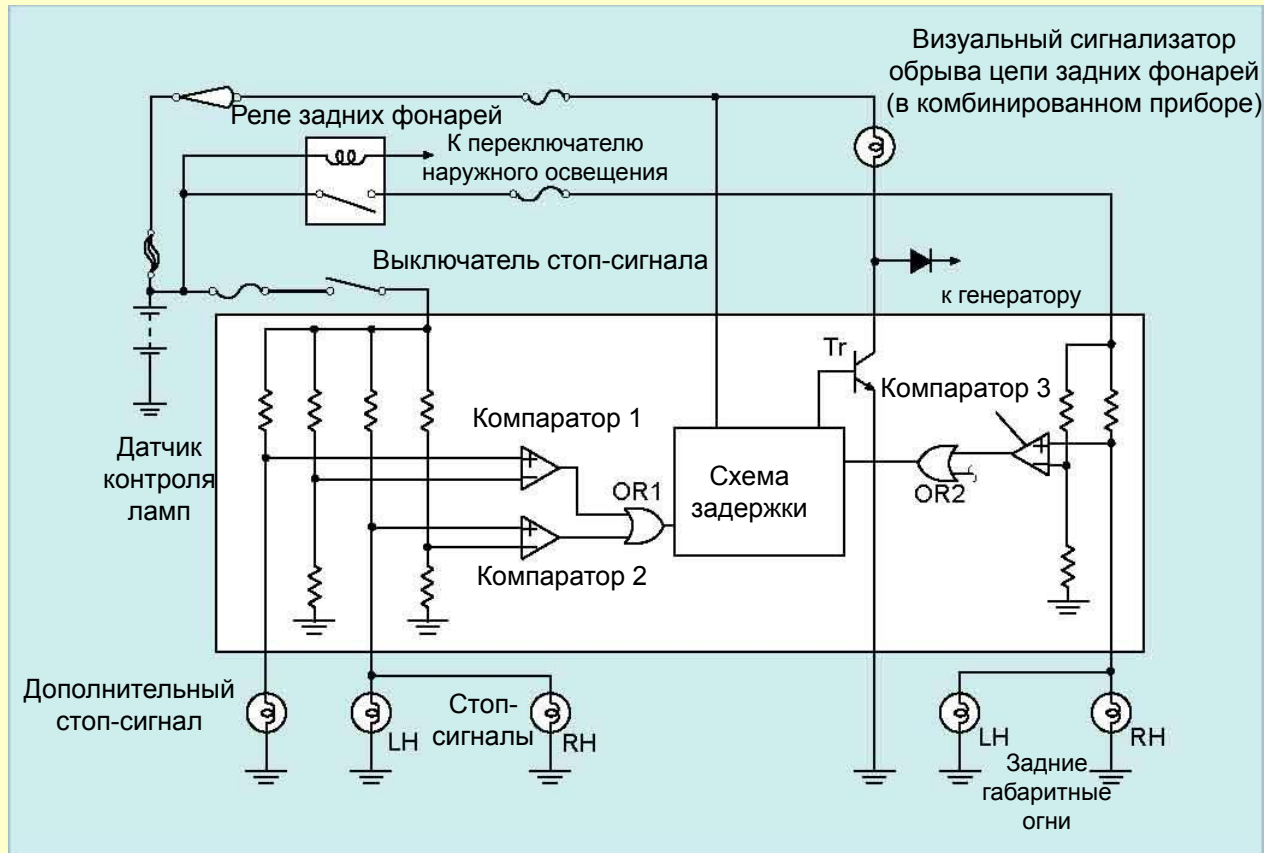 Визуальный сигнализатор
обрыва цепи задних фонарей
(в комбинированном приборе)
Реле задних фонарей
К переключателю
наружного освещения
Выключатель стоп-сигнала
к генератору
Tr
Компаратор 3
Компаратор 1
Датчик
контроля
ламп
OR1
Схема
задержки
OR2
Компаратор 2
Дополнительный
стоп-сигнал
LH
Стоп-
сигналы
RH
LH
RH
Задние
габаритные
огни